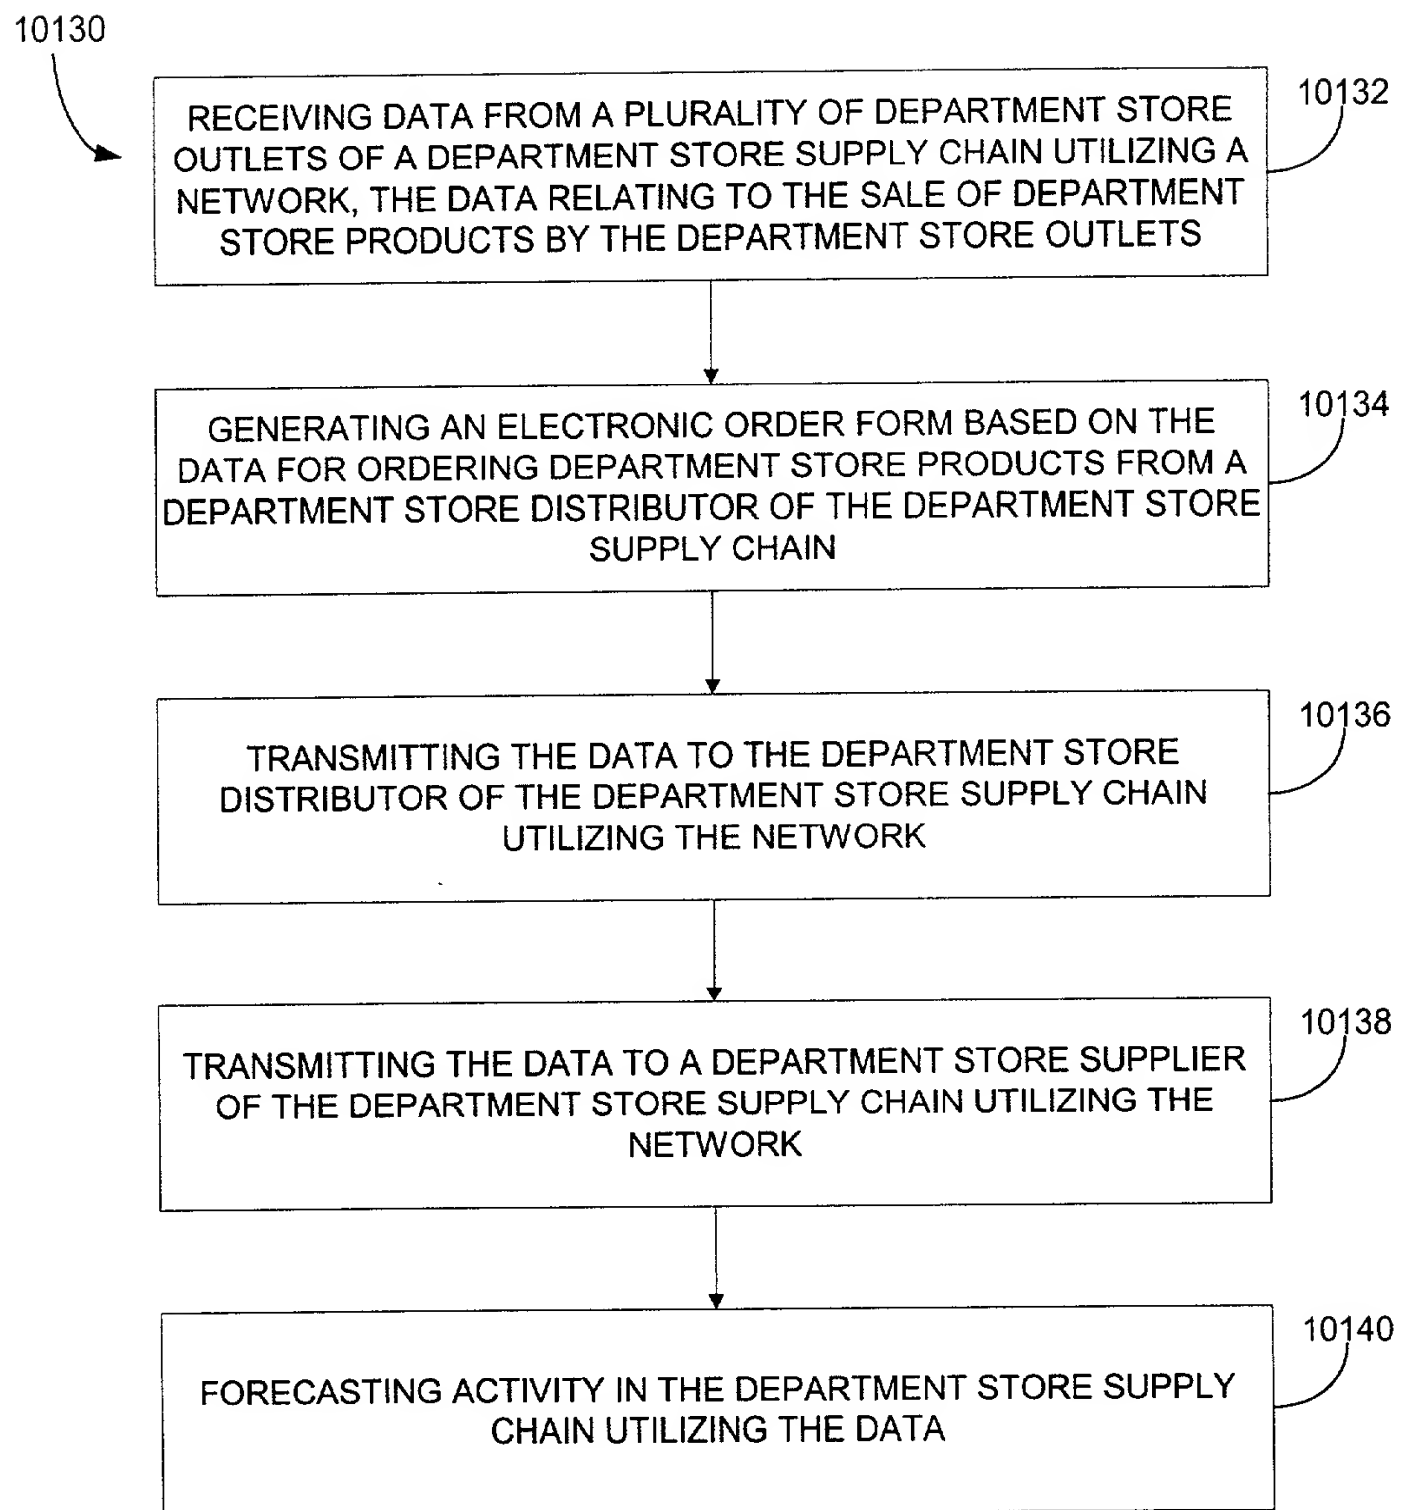 10130
10132
RECEIVING DATA FROM A PLURALITY OF DEPARTMENT STORE
OUTLETS OF A DEPARTMENT STORE SUPPLY CHAIN UTILIZING A
NETWORK, THE DATA RELATING TO THE SALE OF DEPARTMENT
STORE PRODUCTS BY THE DEPARTMENT STORE OUTLETS
10134
GENERATING AN ELECTRONIC ORDER FORM BASED ON THE
DATA FOR ORDERING DEPARTMENT STORE PRODUCTS FROM A
DEPARTMENT STORE DISTRIBUTOR OF THE DEPARTMENT STORE
SUPPLY CHAIN
10136
TRANSMITTING THE DATA TO THE DEPARTMENT STORE
DISTRIBUTOR OF THE DEPARTMENT STORE SUPPLY CHAIN
UTILIZING THE NETWORK
10138
TRANSMITTING THE DATA TO A DEPARTMENT STORE SUPPLIER
OF THE DEPARTMENT STORE SUPPLY CHAIN UTILIZING THE
NETWORK
10140
FORECASTING ACTIVITY IN THE DEPARTMENT STORE SUPPLY
CHAIN UTILIZING THE DATA